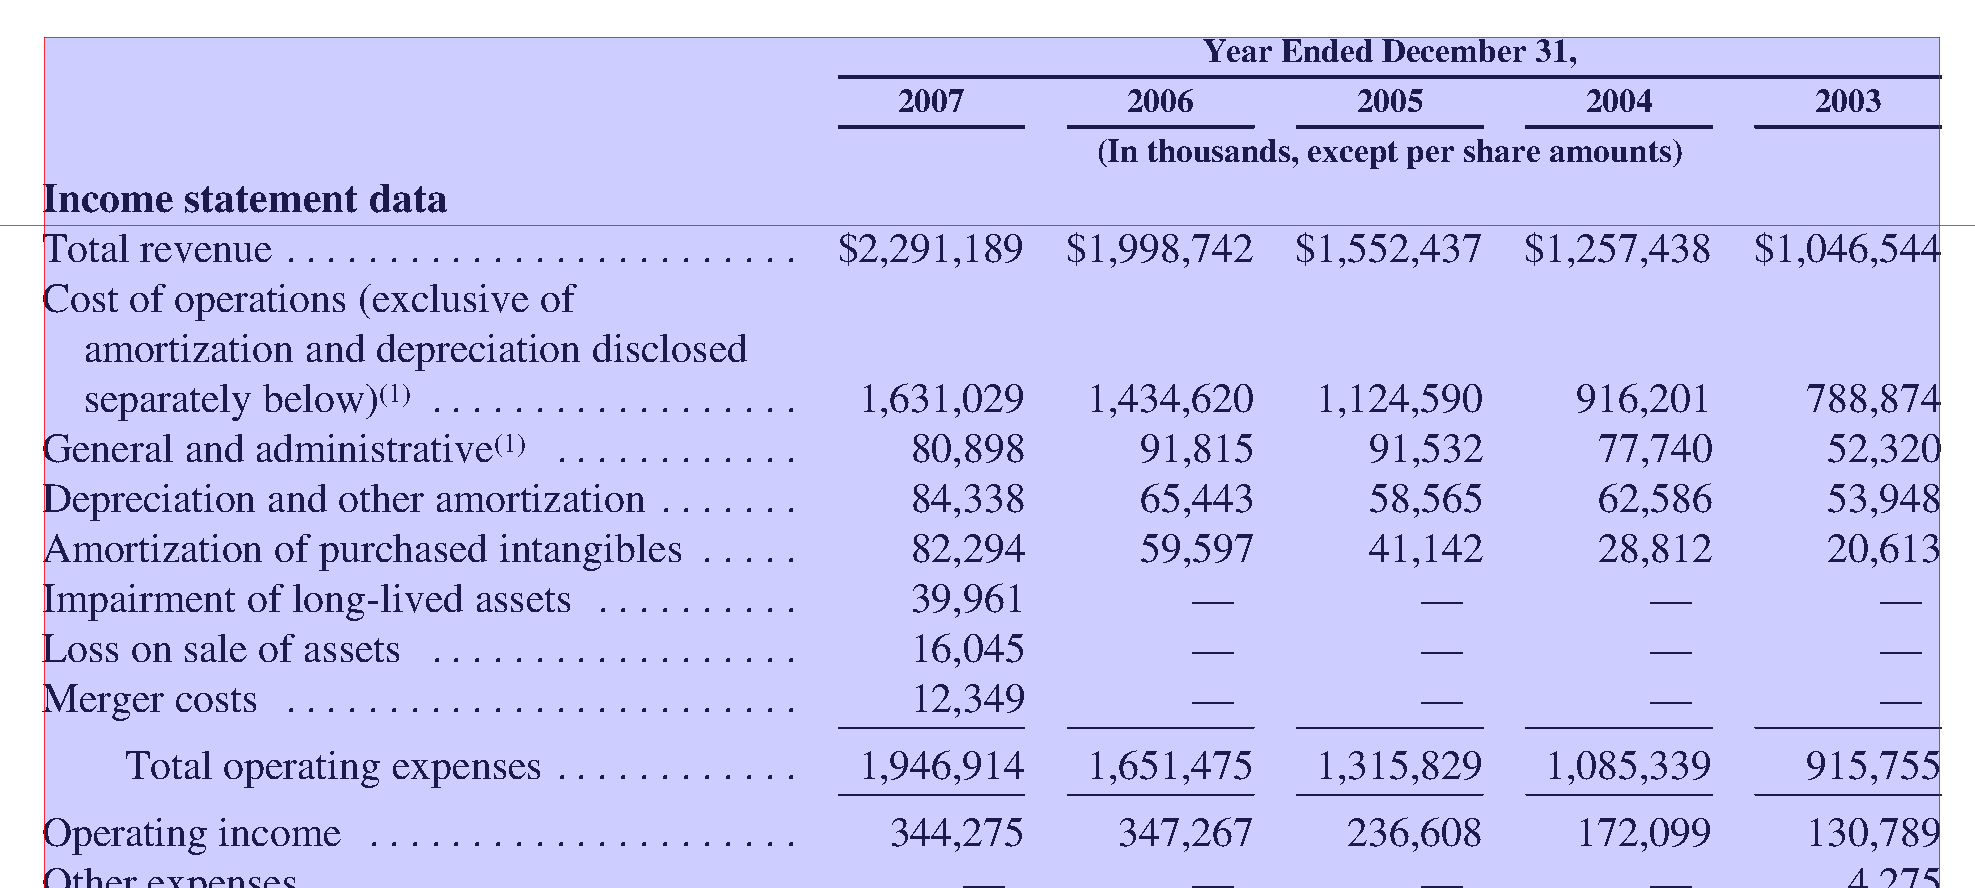 Year Ended December 31,
2007 2006 2005 2004 2003
(In thousands, except per share amounts)
Income statement data
Total revenue . . . . . . . . . . . . . . . . . . . . . . . . . $2,291,189 $1,998,742 $1,552,437 $1,257,438 $1,046,544
Cost of operations (exclusive of
amortization and depreciation disclosed
separately below)(1) . . . . . . . . . . . . . . . . . . 1,631,029 1,434,620 1,124,590 916,201 788,874
General and administrative(1) . . . . . . . . . . . . 80,898 91,815 91,532 77,740 52,320
Depreciation and other amortization . . . . . . . 84,338 65,443 58,565 62,586 53,948
Amortization of purchased intangibles . . . . . 82,294 59,597 41,142 28,812 20,613
Impairment of long-lived assets . . . . . . . . . . 39,961 — — — —
Loss on sale of assets . . . . . . . . . . . . . . . . . . 16,045 — — — —
Merger costs . . . . . . . . . . . . . . . . . . . . . . . . . 12,349 — — — —
Total operating expenses . . . . . . . . . . . . 1,946,914 1,651,475 1,315,829 1,085,339 915,755
Operating income . . . . . . . . . . . . . . . . . . . . . 344,275 347,267 236,608 172,099 130,789
Other expenses — — — — 4,275